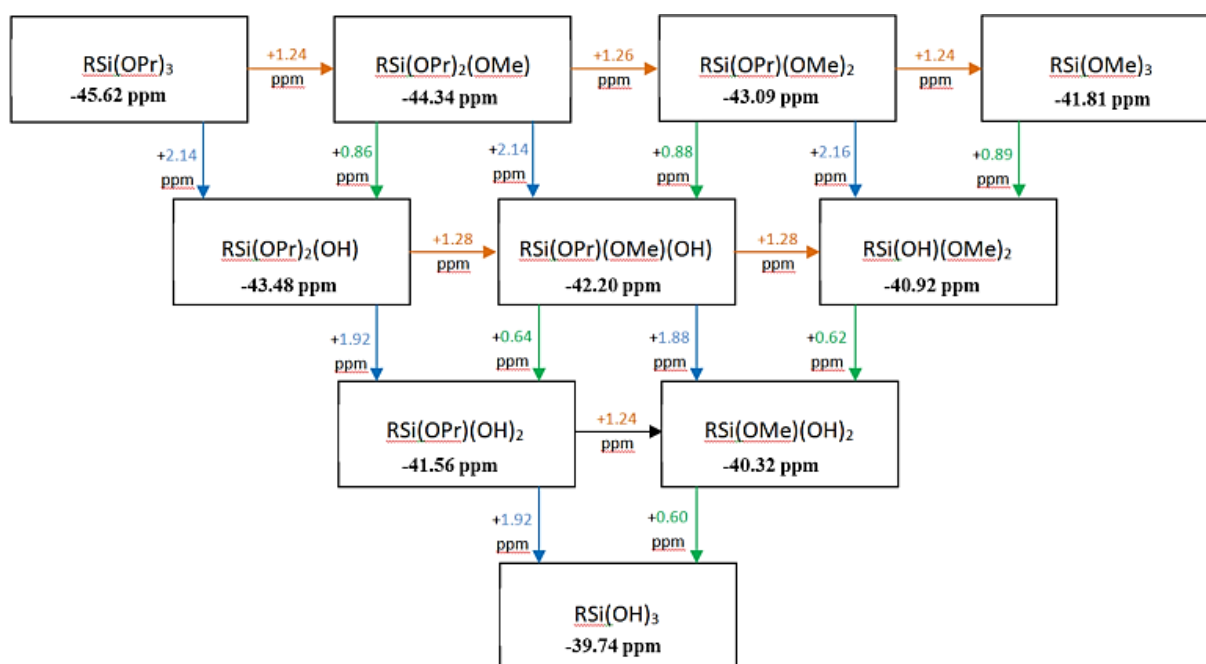 RSi(OPr)₃
-45.62 ppm
+1.24
ppm
RSi(OPr)₂(OMe)
-44.34 ppm
+1.26
ppm
RSi(OPr)(OMe)₂
-43.09 ppm
+1.24
ppm
RSi(OMe)₃
-41.81 ppm
+2.14
ppm
+0.86
ppm
+2.14
ppm
+0.88
ppm
+2.16
ppm
+0.89
ppm
RSi(OPr)₂(OH)
-43.48 ppm
+1.28
ppm
RSi(OPr)(OMe)(OH)
-42.20 ppm
+1.28
ppm
RSi(OH)(OMe)₂
-40.92 ppm
+1.92
ppm
+0.64
ppm
+1.88
ppm
+0.62
ppm
RSi(OPr)(OH)₂
-41.56 ppm
+1.24
ppm
RSi(OMe)(OH)₂
-40.32 ppm
+1.92
ppm
+0.60
ppm
RSi(OH)₃
-39.74 ppm